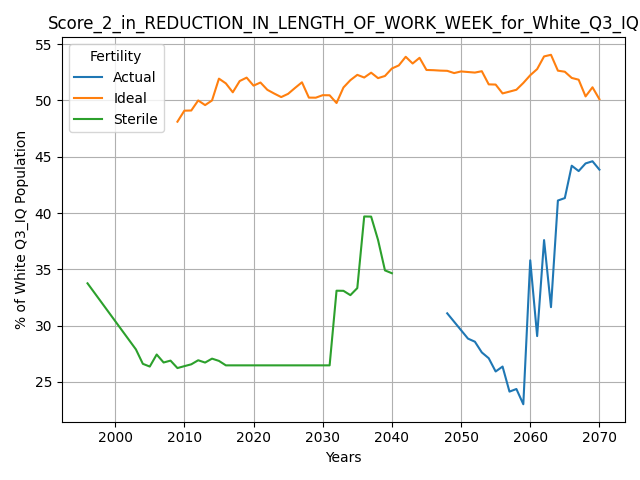 Score_2_in_REDUCTION_IN_LENGTH_OF_WORK_WEEK_for_White_Q3_IQ
Fertility
Actual
Ideal
Sterile
% of White Q3_IQ Population
55
50
45
40
35
30
25
2000 2010 2020 2030 2040 2050 2060 2070
Years